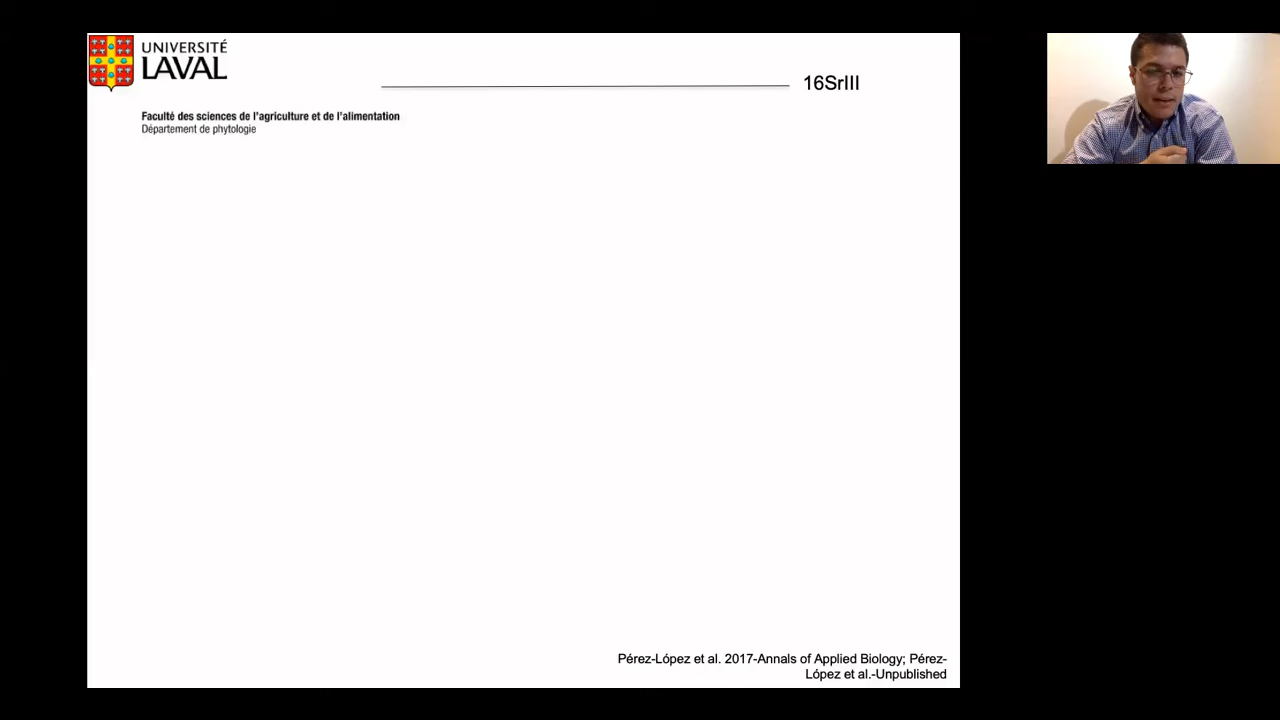 UNIVERSITÉ
LAVAL
16SrIII
Faculté des sciences de l'agriculture et de l'alimentation
Département de phytologie
Pérez-López et al. 2017-Annals of Applied Biology; Pérez-
López et al.-Unpublished